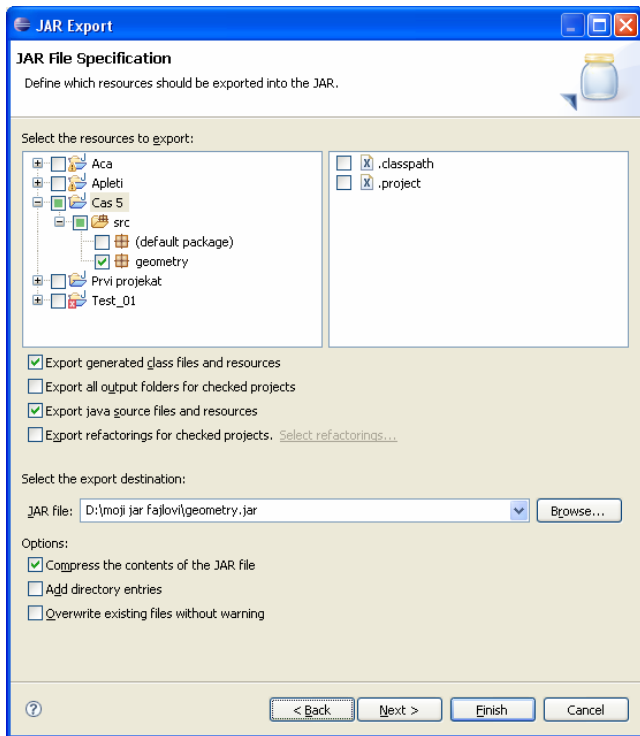 JAR Export
JAR File Specification
Define which resources should be exported into the JAR.
Select the resources to export:
Aca
Apleti
Cas 5
src
(default package)
geometry
Prvi projekat
Test_01
.classpath
.project
Export generated class files and resources
Export all output folders for checked projects
Export java source files and resources
Export refactorings for checked projects. Select refactorings...
Select the export destination:
JAR file: D:\moji jar fajlovi\geometry.jar Browse...
Options:
Compress the contents of the JAR file
Add directory entries
Overwrite existing files without warning
? < Back Next > Finish Cancel